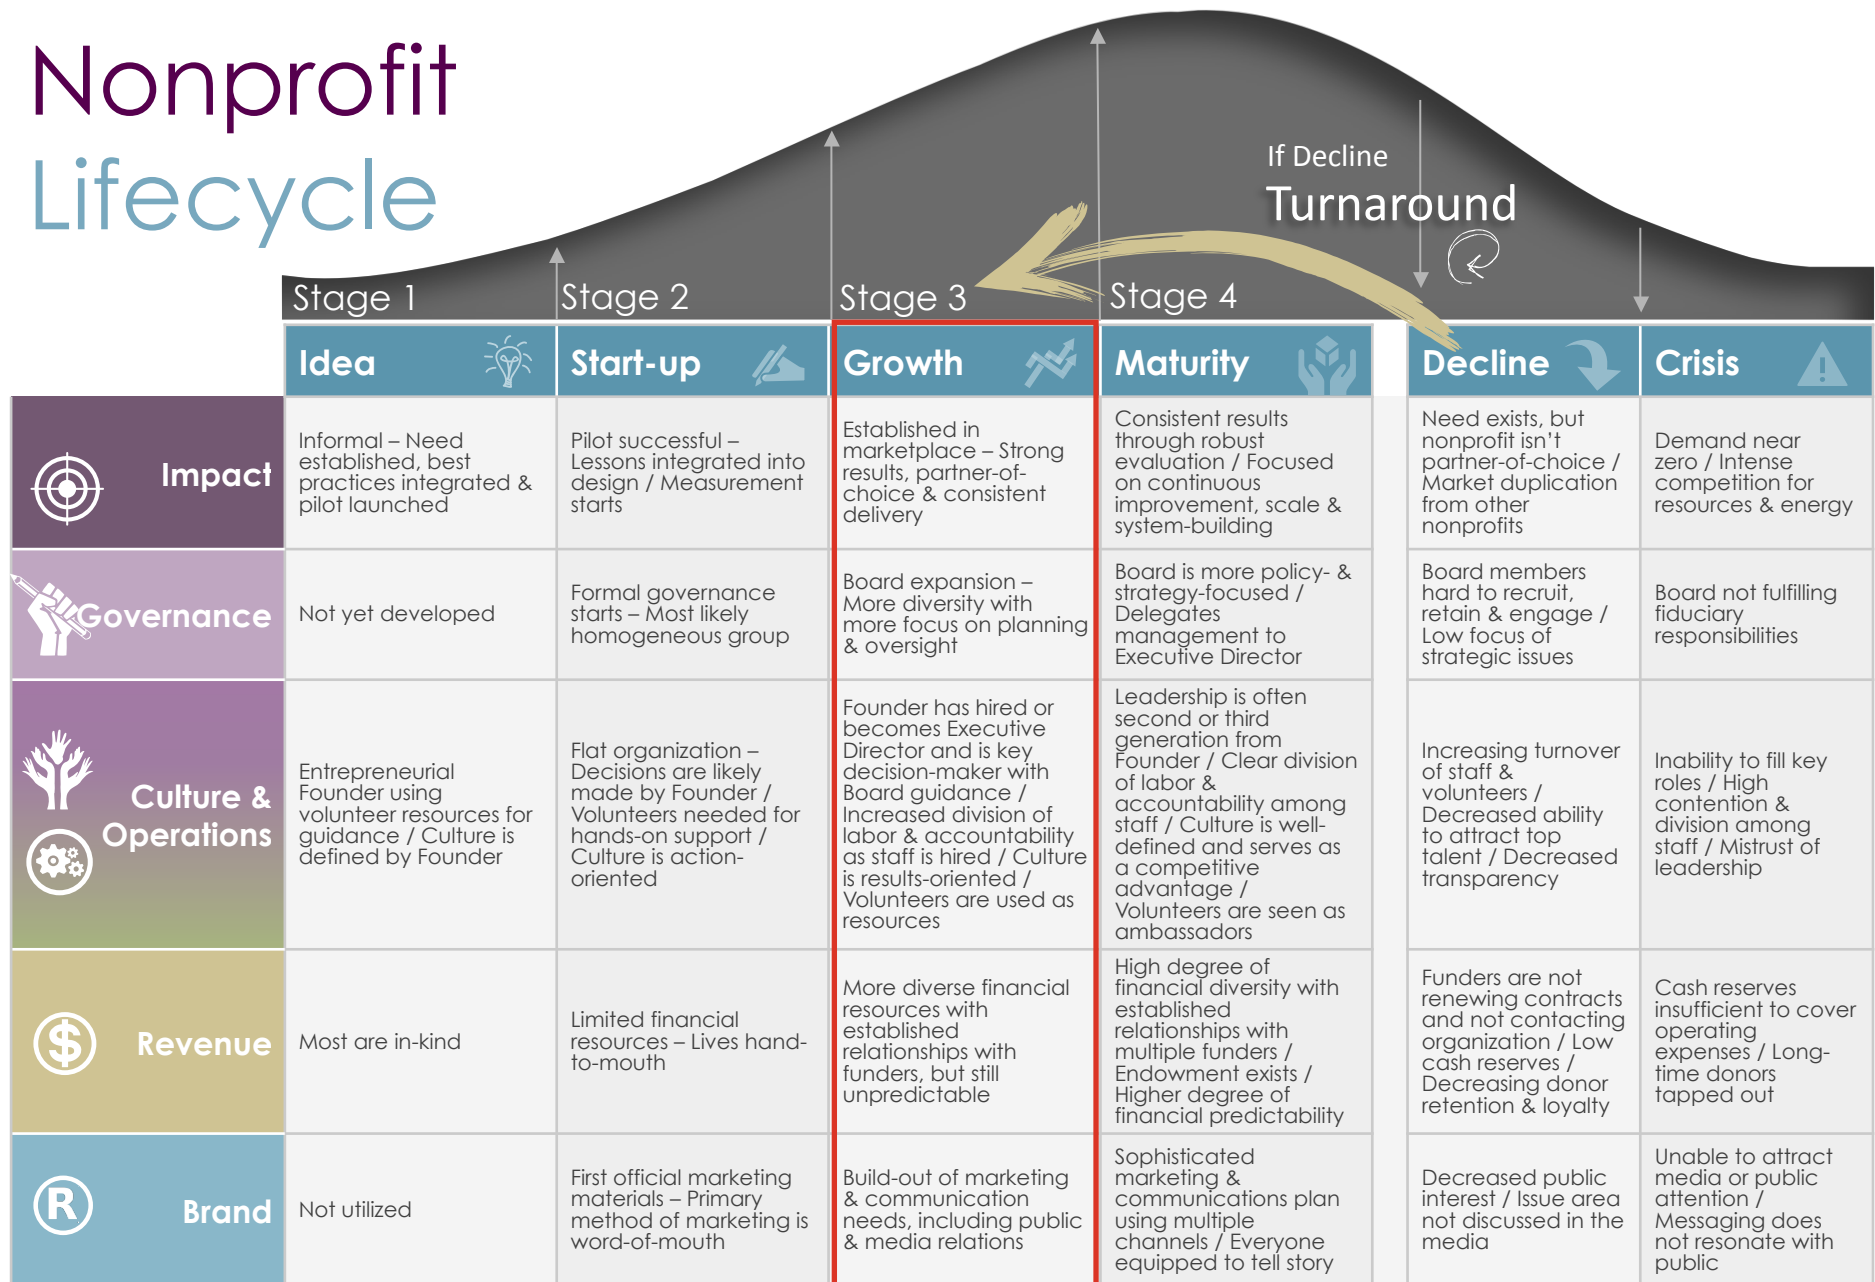 Nonprofit
Lifecycle
If Decline
Turnaround
Stage 1
Stage 2
Stage 3
Stage 4
Idea
Start-up
Growth
Maturity
Decline
Crisis
Impact
Informal – Need
established, best
practices integrated &
pilot launched
Pilot successful –
Lessons integrated into
design / Measurement
starts
Established in
marketplace – Strong
results, partner-of-
choice & consistent
delivery
Consistent results
through robust
evaluation / Focused
on continuous
improvement, scale &
system-building
Need exists, but
nonprofit isn't
partner-of-choice /
Market duplication
from other
nonprofits
Demand near
zero / Intense
competition for
resources & energy
Governance
Not yet developed
Formal governance
starts – Most likely
homogeneous group
Board expansion –
More diversity with
more focus on planning
& oversight
Board is more policy- &
strategy-focused /
Delegates
management to
Executive Director
Board members
hard to recruit,
retain & engage /
Low focus of
strategic issues
Board not fulfilling
fiduciary
responsibilities
Culture &
Operations
Entrepreneurial
Founder using
volunteer resources for
guidance / Culture is
defined by Founder
Flat organization –
Decisions are likely
made by Founder /
Volunteers needed for
hands-on support /
Culture is action-
oriented
Founder has hired or
becomes Executive
Director and is key
decision-maker with
Board guidance /
Increased division of
labor & accountability
as staff is hired / Culture
is results-oriented /
Volunteers are used as
resources
Leadership is often
second or third
generation from
Founder / Clear division
of labor &
accountability among
staff / Culture is well-
defined and serves as
a competitive
advantage /
Volunteers are seen as
ambassadors
Increasing turnover
of staff &
volunteers /
Decreased ability
to attract top
talent / Decreased
transparency
Inability to fill key
roles / High
contention &
division among
staff / Mistrust of
leadership
$
Revenue
Most are in-kind
Limited financial
resources – Lives hand-
to-mouth
More diverse financial
resources with
established
relationships with
funders, but still
unpredictable
High degree of
financial diversity with
established
relationships with
multiple funders /
Endowment exists /
Higher degree of
financial predictability
Funders are not
renewing contracts
and not contacting
organization / Low
cash reserves /
Decreasing donor
retention & loyalty
Cash reserves
insufficient to cover
operating
expenses / Long-
time donors
tapped out
R
Brand
Not utilized
First official marketing
materials – Primary
method of marketing is
word-of-mouth
Build-out of marketing
& communication
needs, including public
& media relations
Sophisticated
marketing &
communications plan
using multiple
channels / Everyone
equipped to tell story
Decreased public
interest / Issue area
not discussed in the
media
Unable to attract
media or public
attention /
Messaging does
not resonate with
public